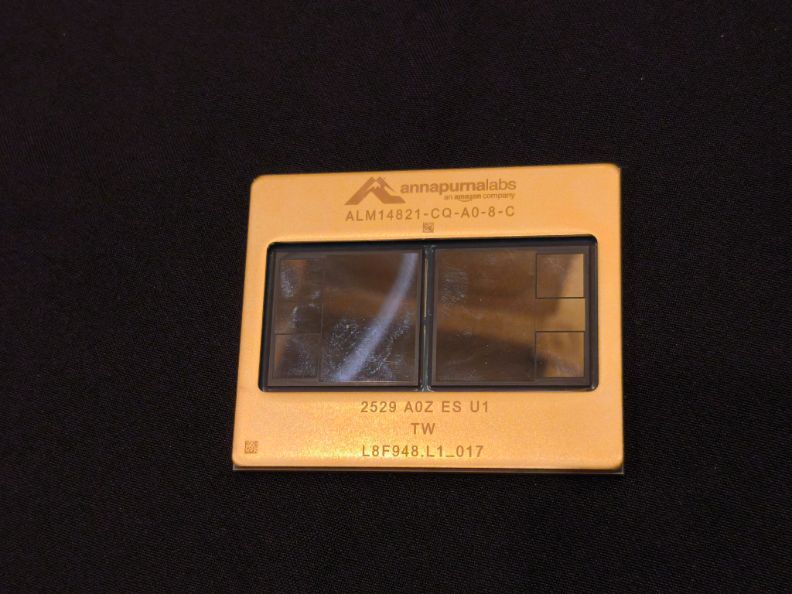 annapurnalabs
an amazon company
ALM14821-CQ-A0-8-C
2529 A0Z ES U1
TW
L8F948.L1_017